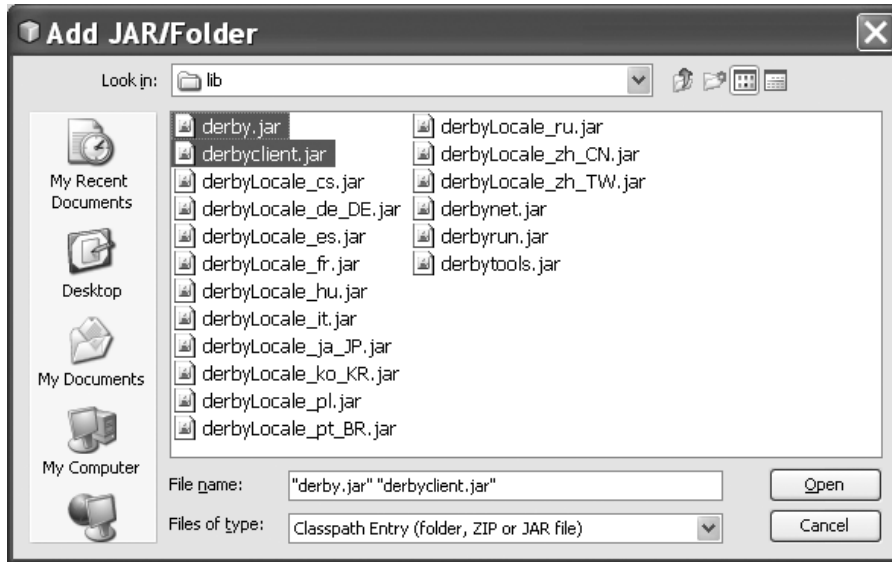 Add JAR/Folder
Look in: lib
My Recent
Documents
Desktop
My Documents
My Computer
derby.jar
derbyclient.jar
derbyLocale_cs.jar
derbyLocale_de_DE.jar
derbyLocale_es.jar
derbyLocale_fr.jar
derbyLocale_hu.jar
derbyLocale_it.jar
derbyLocale_ja_JP.jar
derbyLocale_ko_KR.jar
derbyLocale_pl.jar
derbyLocale_pt_BR.jar
derbyLocale_ru.jar
derbyLocale_zh_CN.jar
derbyLocale_zh_TW.jar
derbynet.jar
derbyrun.jar
derbytools.jar
File name: "derby.jar" "derbyclient.jar" Open
Files of type: Classpath Entry (folder, ZIP or JAR file) Cancel